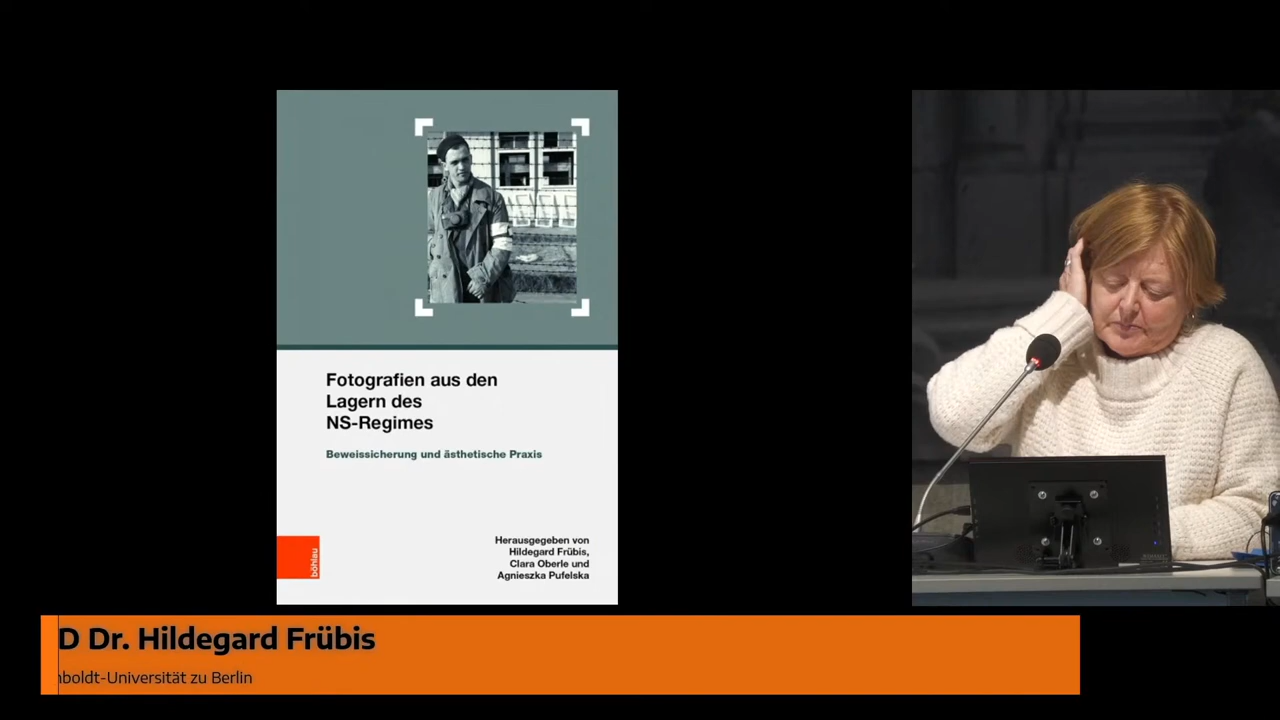 Fotografien aus den
Lagern des
NS-Regimes
Beweissicherung und ästhetische Praxis
Herausgegeben von
Hildegard Frübis,
Clara Oberle und
Agnieszka Pufelska
böhlau
D Dr. Hildegard Frübis
boldt-Universität zu Berlin